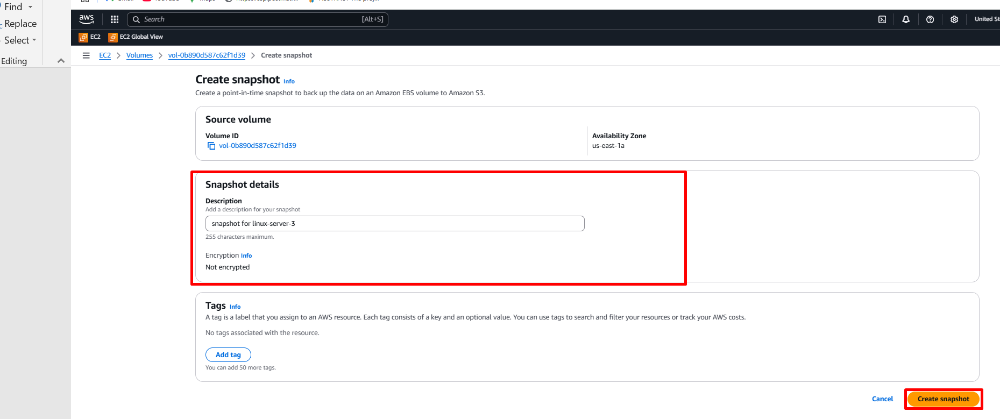 Find
Replace
Select
Editing
aws
Search
[Alt+S]
United St
EC2
EC2 Global View
EC2
Volumes
vol-0b890d587c62f1d39
Create snapshot
Create snapshot Info
Create a point-in-time snapshot to back up the data on an Amazon EBS volume to Amazon S3.
Source volume
Volume ID
vol-0b890d587c62f1d39
Availability Zone
us-east-1a
Snapshot details
Description
Add a description for your snapshot
snapshot for linux-server-3
255 characters maximum.
Encryption Info
Not encrypted
Tags Info
A tag is a label that you assign to an AWS resource. Each tag consists of a key and an optional value. You can use tags to search and filter your resources or track your AWS costs.
No tags associated with the resource.
Add tag
You can add 50 more tags.
Cancel
Create snapshot